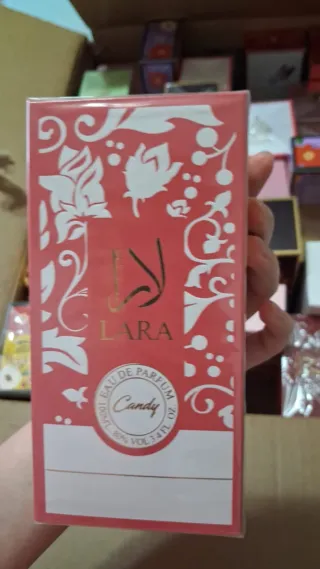 لارا
LARA
EAU DE PARFUM
Candy
100ML. 80% VOL. 3.4 FL. OZ.